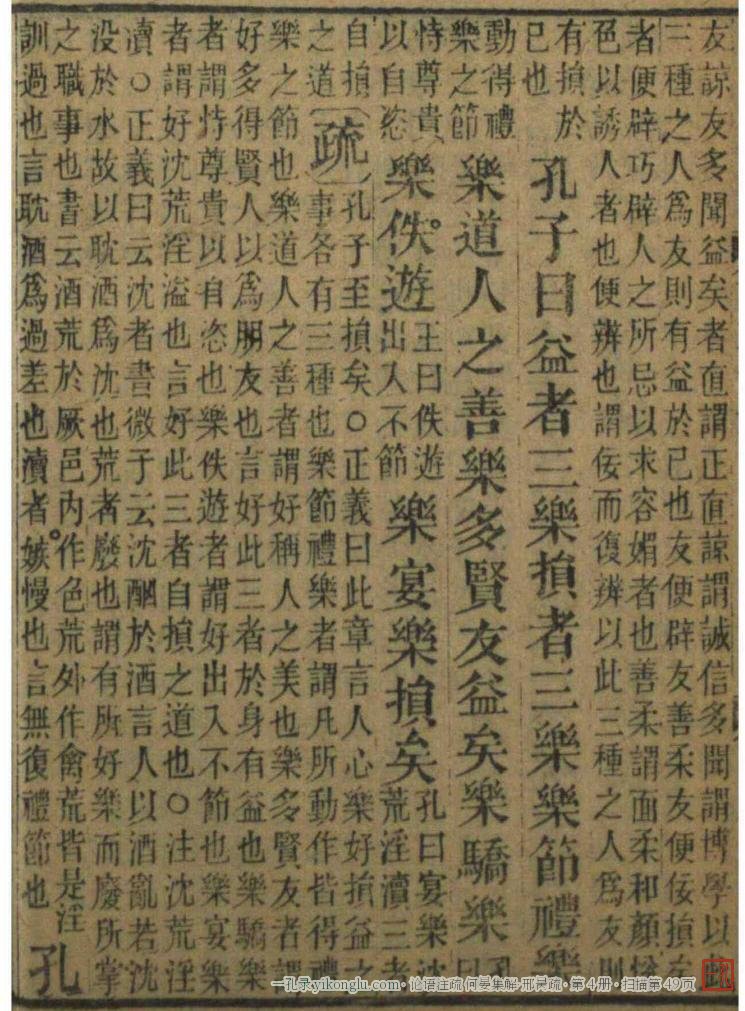 友諒友多聞益矣者直謂正直諒謂誠信多聞謂博學以此
三種之人爲友則有益於己也友便辟友善柔友便佞損矣
者便辟巧辟人之所忌以求容媚者也善柔謂面柔和顏悅
色以誘人者也便辨也謂佞而復辨以此三種之人爲友則
有損於
己也
孔子曰益者三樂損者三樂樂節禮樂
動得禮
樂之節
樂道人之善樂多賢友益矣樂驕樂
孔曰
恃尊貴
以自恣
樂佚遊
王曰佚遊
出入不節
樂宴樂損矣
孔曰宴樂沈
荒淫瀆三者
自損
之道
疏
孔子至損矣○正義曰此章言人心樂好損益之
事各有三種也樂節禮樂者謂凡所動作皆得禮
樂之節也樂道人之善者謂好稱人之美也樂多賢友者謂
好多得賢人以爲朋友也言好此三者於身有益也樂驕樂
者謂恃尊貴以自恣也樂佚遊者謂好出入不節也樂宴樂
者謂好沈荒淫溢也言好此三者自損之道也○注沈荒淫
瀆○正義曰云沈者書微子云沈酗於酒言人以酒亂若沈
没於水故以耽酒爲沈也荒者廢也謂有所好樂而廢所掌
之職事也書云酒荒於厥邑内作色荒外作禽荒皆是淫
訓過也言耽酒爲過差也瀆者嫉慢也言無復禮節也
孔
一孔录yikonglu.com·论语注疏.何晏集解.邢昺疏·第4册·扫描第49页